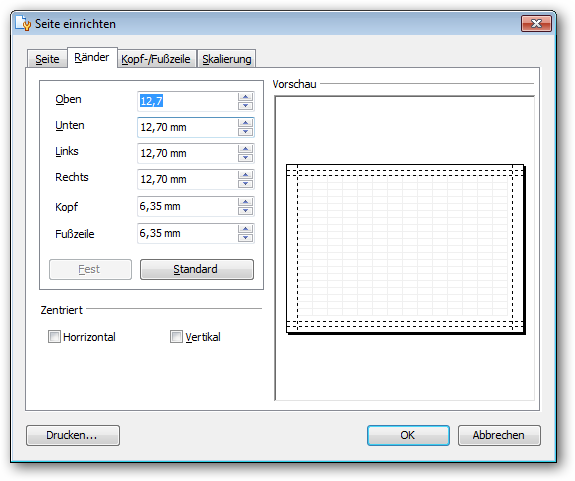 Seite einrichten
Seite Ränder Kopf-/Fußzeile Skalierung
Oben 12,7
Unten 12,70 mm
Links 12,70 mm
Rechts 12,70 mm
Kopf 6,35 mm
Fußzeile 6,35 mm
Fest Standard
Zentriert
Horrizontal Vertikal
Vorschau
Drucken... OK Abbrechen